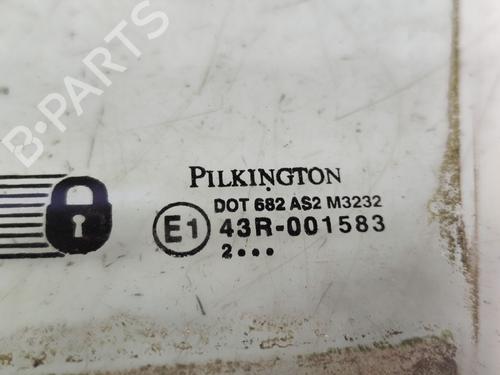 B-PARTS
PILKINGTON
DOT 682 AS2 M3232
E1 43R-001583
2•••